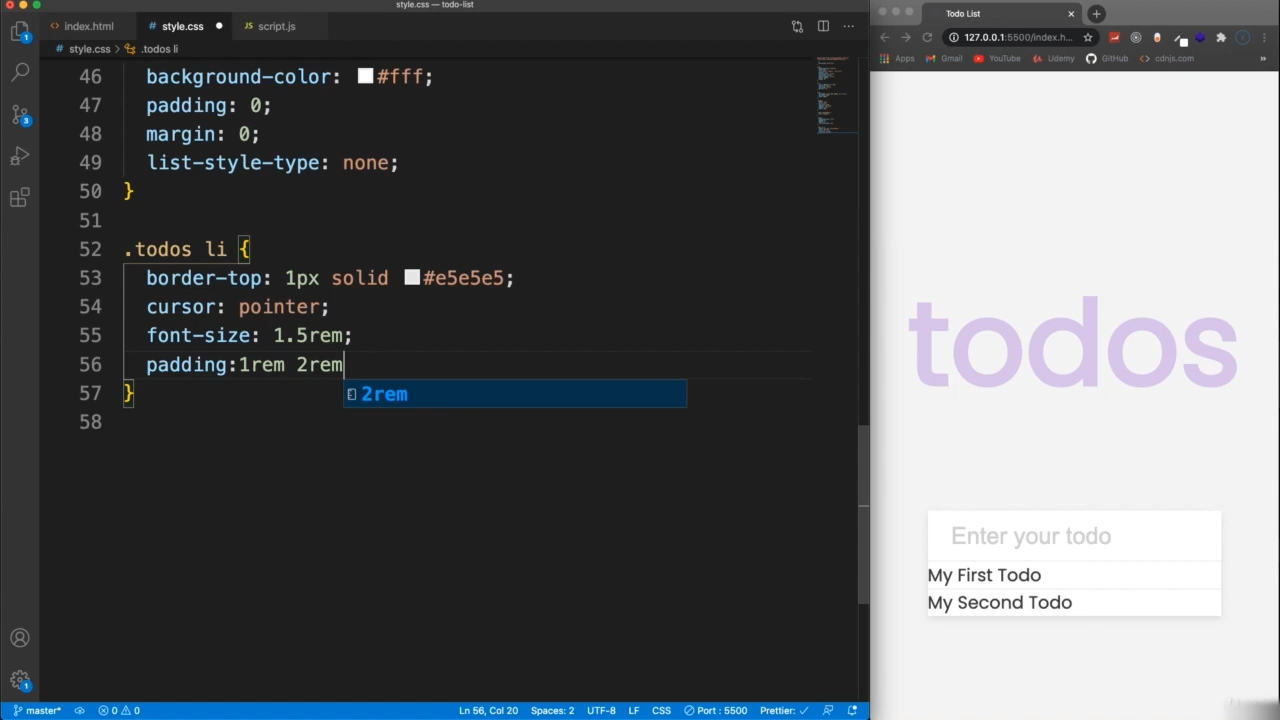 style.css — todo-list
index.html
style.css
script.js
style.css
.todos li
46 background-color: #fff;
47 padding: 0;
48 margin: 0;
49 list-style-type: none;
50 }
51
52 .todos li {
53 border-top: 1px solid #e5e5e5;
54 cursor: pointer;
55 font-size: 1.5rem;
56 padding:1rem 2rem
57 }
58
2rem
1
3
1
master*
0
0
Ln 56, Col 20
Spaces: 2
UTF-8
LF
CSS
Port : 5500
Prettier:
Todo List
127.0.0.1:5500/index.h...
Apps
Gmail
YouTube
Udemy
GitHub
cdnjs.com
»
todos
Enter your todo
My First Todo
My Second Todo